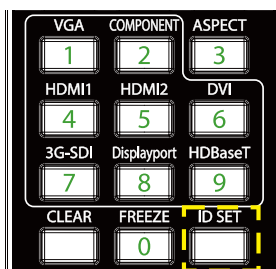 VGA COMPONENT ASPECT
1 2 3
HDMI1 HDMI2 DVI
4 5 6
3G-SDI Displayport HDBaseT
7 8 9
CLEAR FREEZE ID SET
0